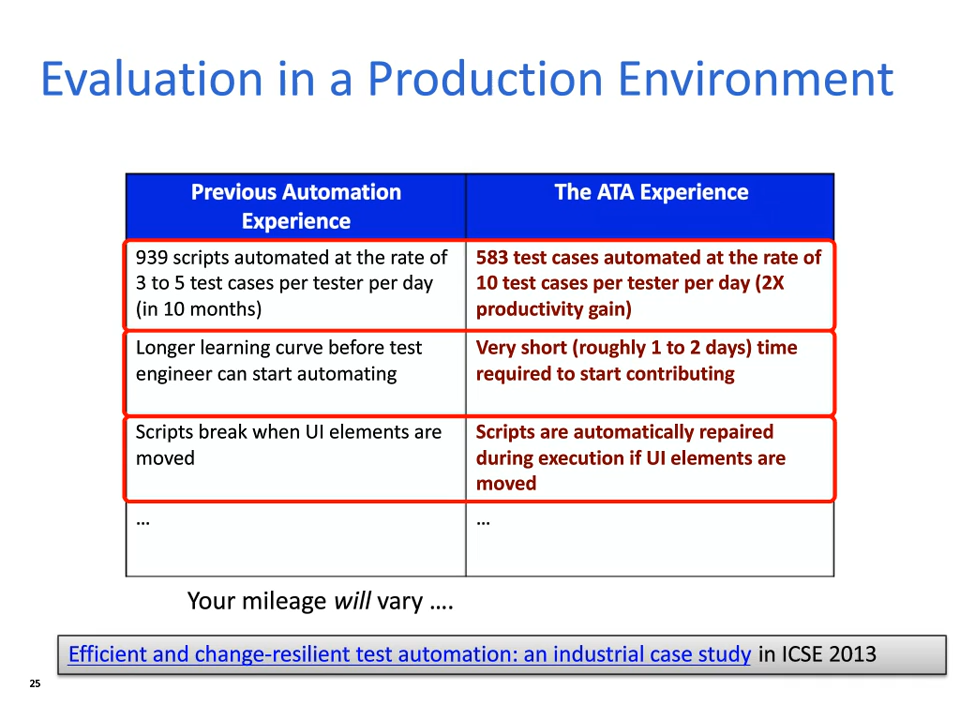 Evaluation in a Production Environment
Previous Automation
Experience
The ATA Experience
939 scripts automated at the rate of
3 to 5 test cases per tester per day
(in 10 months)
583 test cases automated at the rate of
10 test cases per tester per day (2X
productivity gain)
Longer learning curve before test
engineer can start automating
Very short (roughly 1 to 2 days) time
required to start contributing
Scripts break when UI elements are
moved
Scripts are automatically repaired
during execution if UI elements are
moved
…
…
Your mileage will vary ....
Efficient and change-resilient test automation: an industrial case study in ICSE 2013
25